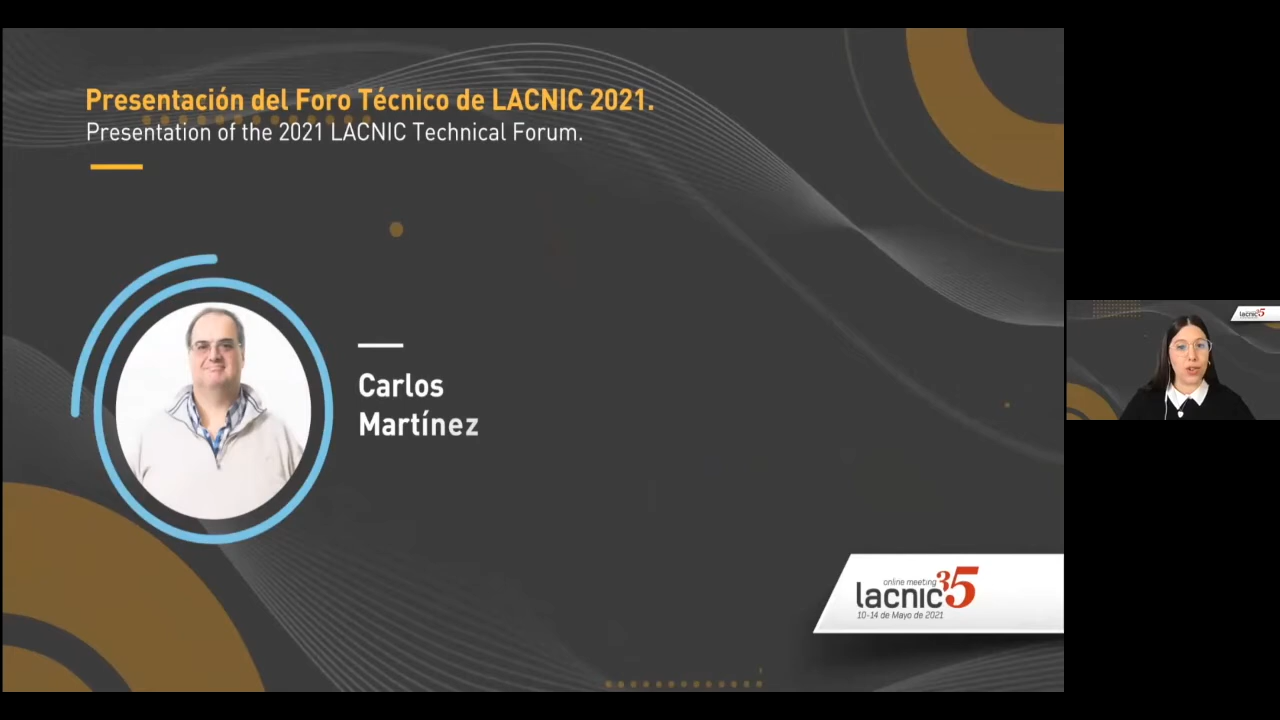 Presentación del Foro Técnico de LACNIC 2021.
Presentation of the 2021 LACNIC Technical Forum.
Carlos
Martínez
online meeting
lacnic35
10-14 de Mayo de 2021
lacnic35